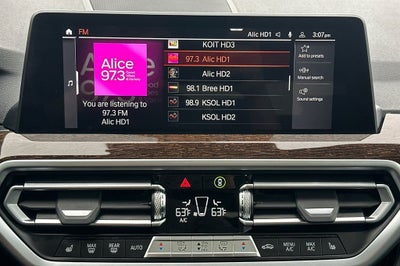 FM
Alic HD1
3:07pm
KOIT HD3
97.3 Alic HD1
Alic HD2
98.1 Bree HD1
98.9 KSOL HD1
KSOL HD2
Alice
97.3
You are listening to
97.3 FM
Alic HD1
Add to presets
Manual search
Sound settings
63°F
A/C
63°F
MAX
REAR
AUTO
MENU
A/C
MAX
A/C